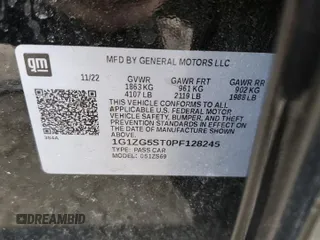 gm
MFD BY GENERAL MOTORS LLC
11/22
GVWR GAWR FRT GAWR RR
1863 KG 961 KG 902 KG
4107 LB 2119 LB 1988 LB
THIS VEHICLE CONFORMS TO ALL
APPLICABLE U.S. FEDERAL MOTOR
VEHICLE SAFETY, BUMPER, AND THEFT
PREVENTION STANDARDS IN EFFECT ON
THE DATE OF MANUFACTURE SHOWN ABOVE.
1G1ZG5ST0PF128245
TYPE: PASS CAR
MODEL:
DREAMBID